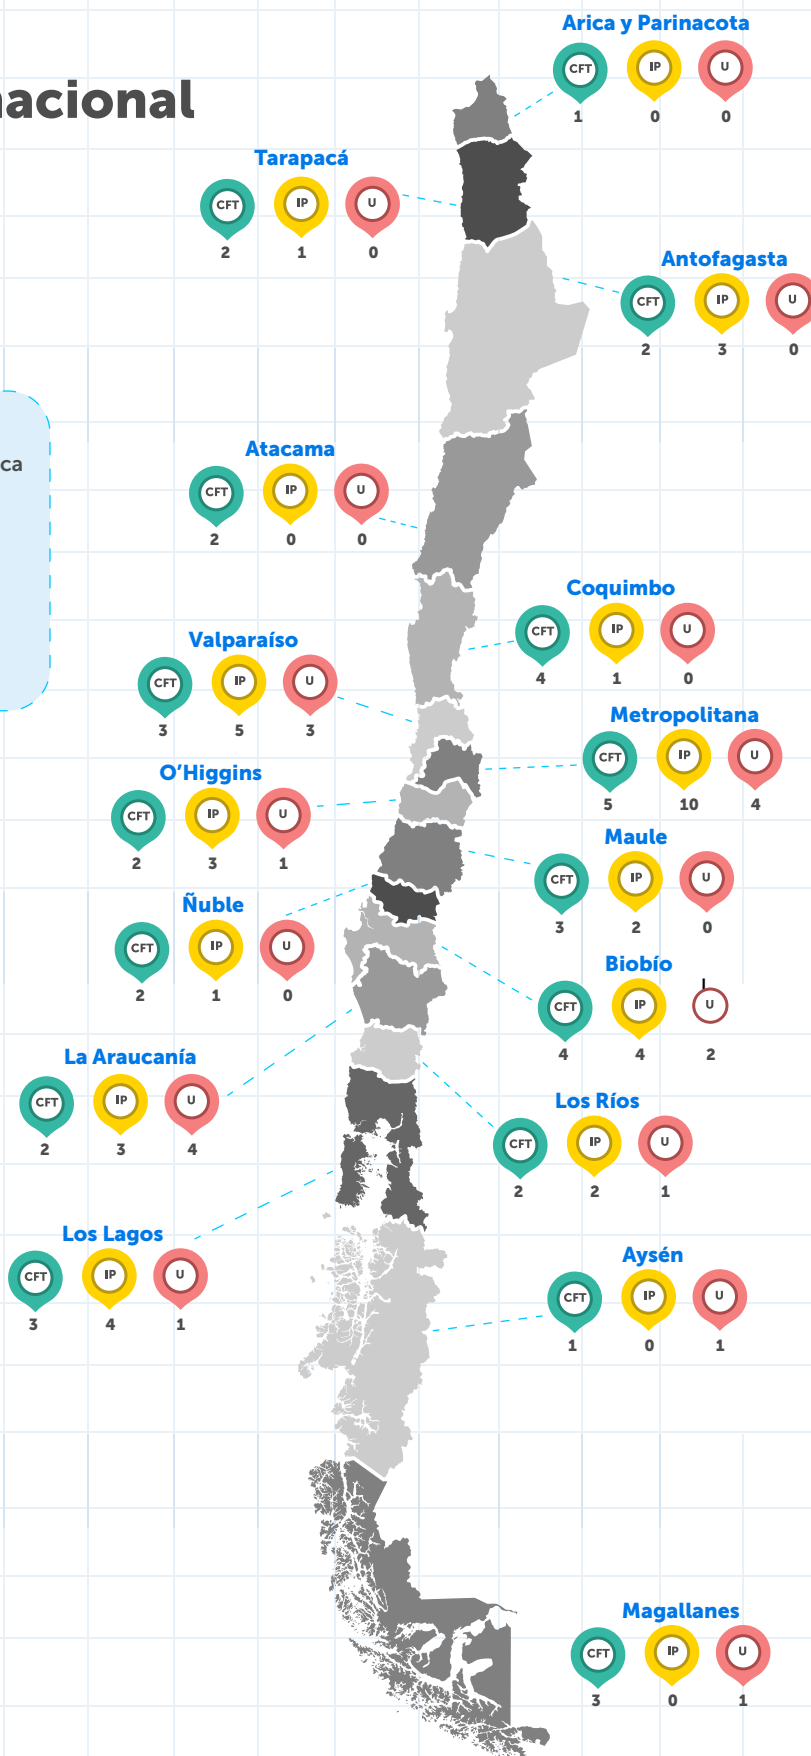 nacional
Arica y Parinacota
CFT IP U
1 0 0
Tarapacá
CFT IP U
2 1 0
Antofagasta
CFT IP U
2 3 0
ca
Atacama
CFT IP U
2 0 0
Coquimbo
CFT IP U
4 1 0
Valparaíso
CFT IP U
3 5 3
Metropolitana
CFT IP U
5 10 4
O'Higgins
CFT IP U
2 3 1
Maule
CFT IP U
3 2 0
Ñuble
CFT IP U
2 1 0
Biobío
CFT IP U
4 4 2
La Araucanía
CFT IP U
2 3 4
Los Ríos
CFT IP U
2 2 1
Los Lagos
CFT IP U
3 4 1
Aysén
CFT IP U
1 0 1
Magallanes
CFT IP U
3 0 1